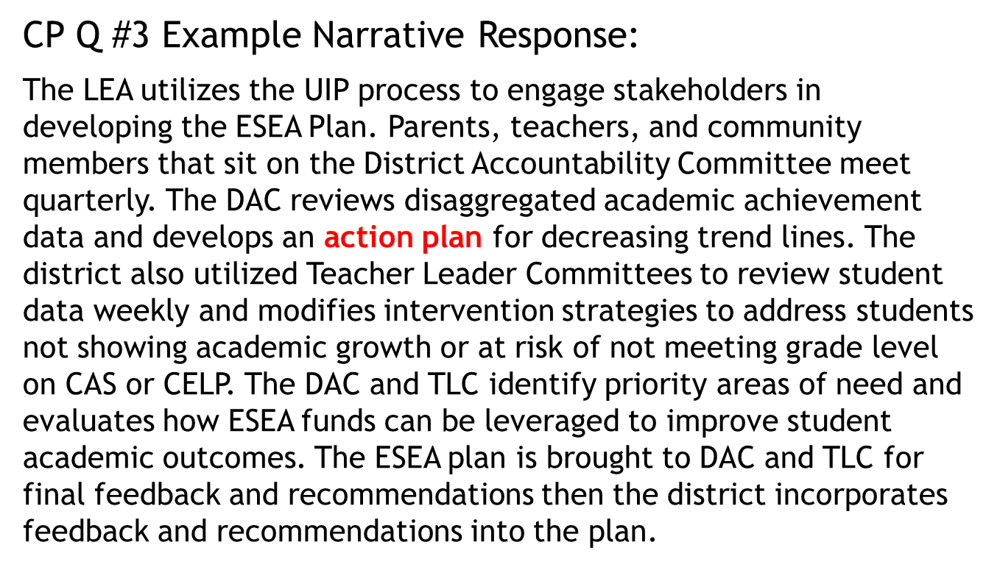 CP Q #3 Example Narrative Response:
The LEA utilizes the UIP process to engage stakeholders in
developing the ESEA Plan. Parents, teachers, and community
members that sit on the District Accountability Committee meet
quarterly. The DAC reviews disaggregated academic achievement
data and develops an action plan for decreasing trend lines. The
district also utilized Teacher Leader Committees to review student
data weekly and modifies intervention strategies to address students
not showing academic growth or at risk of not meeting grade level
on CAS or CELP. The DAC and TLC identify priority areas of need and
evaluates how ESEA funds can be leveraged to improve student
academic outcomes. The ESEA plan is brought to DAC and TLC for
final feedback and recommendations then the district incorporates
feedback and recommendations into the plan.